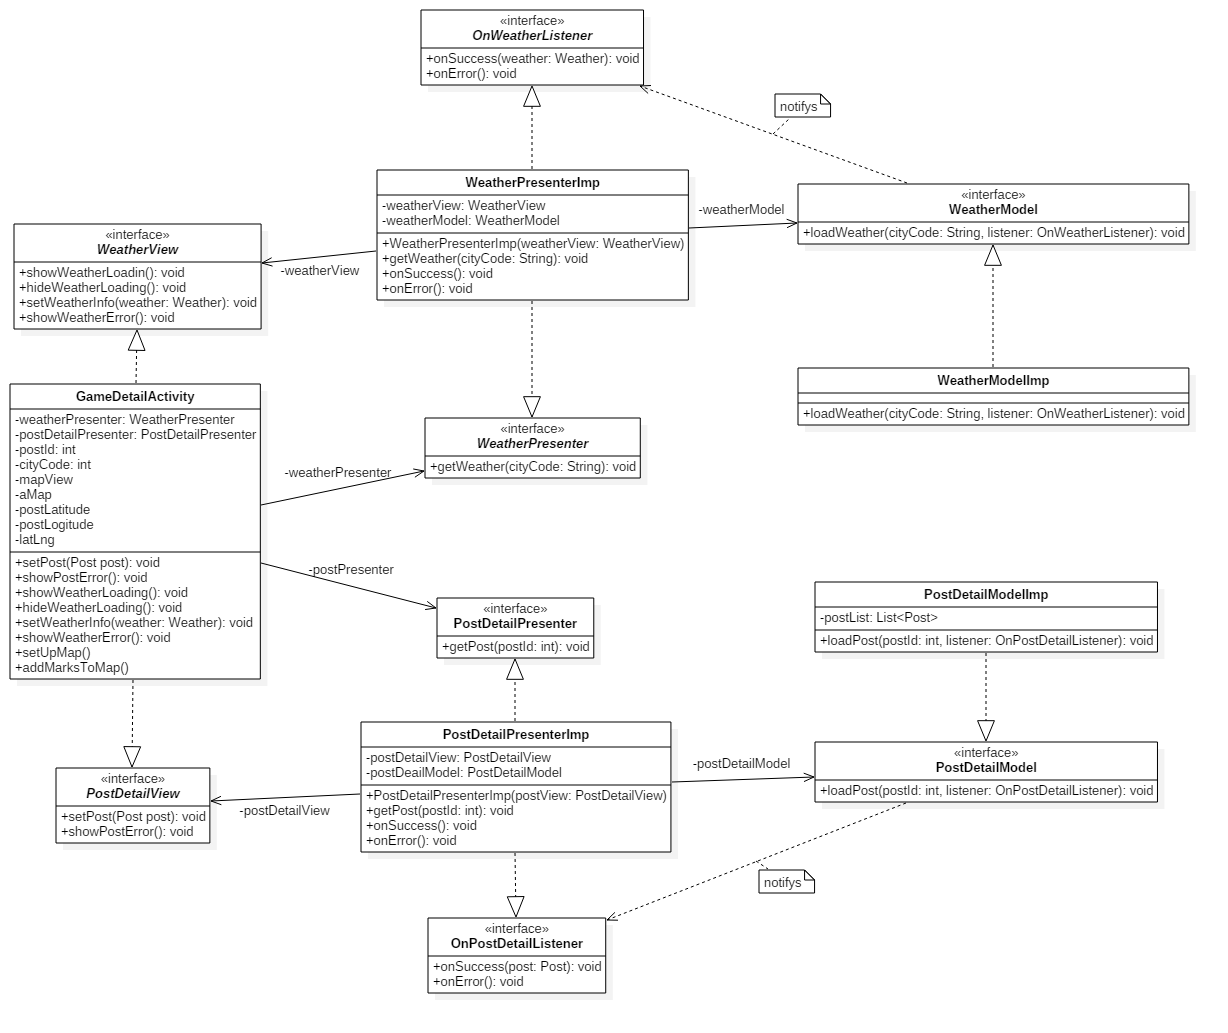 «interface»
OnWeatherListener
+onSuccess(weather: Weather): void
+onError(): void
notifys
WeatherPresenterImp
-weatherView: WeatherView
-weatherModel: WeatherModel
+WeatherPresenterImp(weatherView: WeatherView)
+getWeather(cityCode: String): void
+onSuccess(): void
+onError(): void
-weatherModel
«interface»
WeatherModel
+loadWeather(cityCode: String, listener: OnWeatherListener): void
«interface»
WeatherView
+showWeatherLoadin(): void
+hideWeatherLoading(): void
+setWeatherInfo(weather: Weather): void
+showWeatherError(): void
-weatherView
WeatherModelImp
+loadWeather(cityCode: String, listener: OnWeatherListener): void
GameDetailActivity
-weatherPresenter: WeatherPresenter
-postDetailPresenter: PostDetailPresenter
-postId: int
-cityCode: int
-mapView
-aMap
-postLatitude
-postLogitude
-latLng
+setPost(Post post): void
+showPostError(): void
+showWeatherLoading(): void
+hideWeatherLoading(): void
+setWeatherInfo(weather: Weather): void
+showWeatherError(): void
+setUpMap()
+addMarksToMap()
«interface»
WeatherPresenter
+getWeather(cityCode: String): void
-weatherPresenter
-postPresenter
«interface»
PostDetailPresenter
+getPost(postId: int): void
PostDetailModelImp
-postList: List<Post>
+loadPost(postId: int, listener: OnPostDetailListener): void
PostDetailPresenterImp
-postDetailView: PostDetailView
-postDeailModel: PostDetailModel
+PostDetailPresenterImp(postView: PostDetailView)
+getPost(postId: int): void
+onSuccess(): void
+onError(): void
-postDetailModel
«interface»
PostDetailModel
+loadPost(postId: int, listener: OnPostDetailListener): void
«interface»
PostDetailView
+setPost(Post post): void
+showPostError(): void
-postDetailView
notifys
«interface»
OnPostDetailListener
+onSuccess(post: Post): void
+onError(): void